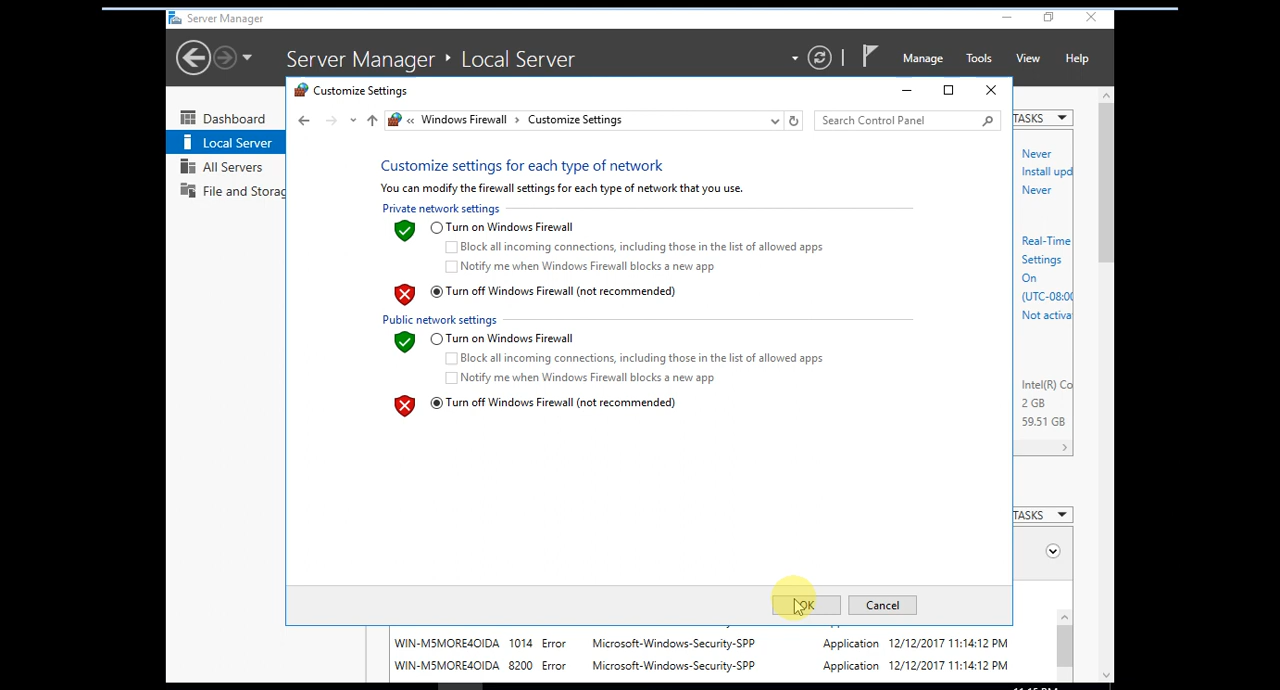 Server Manager
Server Manager ‣ Local Server
Manage Tools View Help
Customize Settings
« Windows Firewall › Customize Settings
Search Control Panel
Dashboard
Local Server
All Servers
File and Storag
TASKS
Never
Install upd
Never
Real-Time
Settings
On
(UTC-08:00
Not activa
Intel(R) Co
2 GB
59.51 GB
TASKS
Customize settings for each type of network
You can modify the firewall settings for each type of network that you use.
Private network settings
Turn on Windows Firewall
Block all incoming connections, including those in the list of allowed apps
Notify me when Windows Firewall blocks a new app
Turn off Windows Firewall (not recommended)
Public network settings
Turn on Windows Firewall
Block all incoming connections, including those in the list of allowed apps
Notify me when Windows Firewall blocks a new app
Turn off Windows Firewall (not recommended)
OK Cancel
WIN-M5MORE4OIDA 1014 Error Microsoft-Windows-Security-SPP Application 12/12/2017 11:14:12 PM
WIN-M5MORE4OIDA 8200 Error Microsoft-Windows-Security-SPP Application 12/12/2017 11:14:12 PM